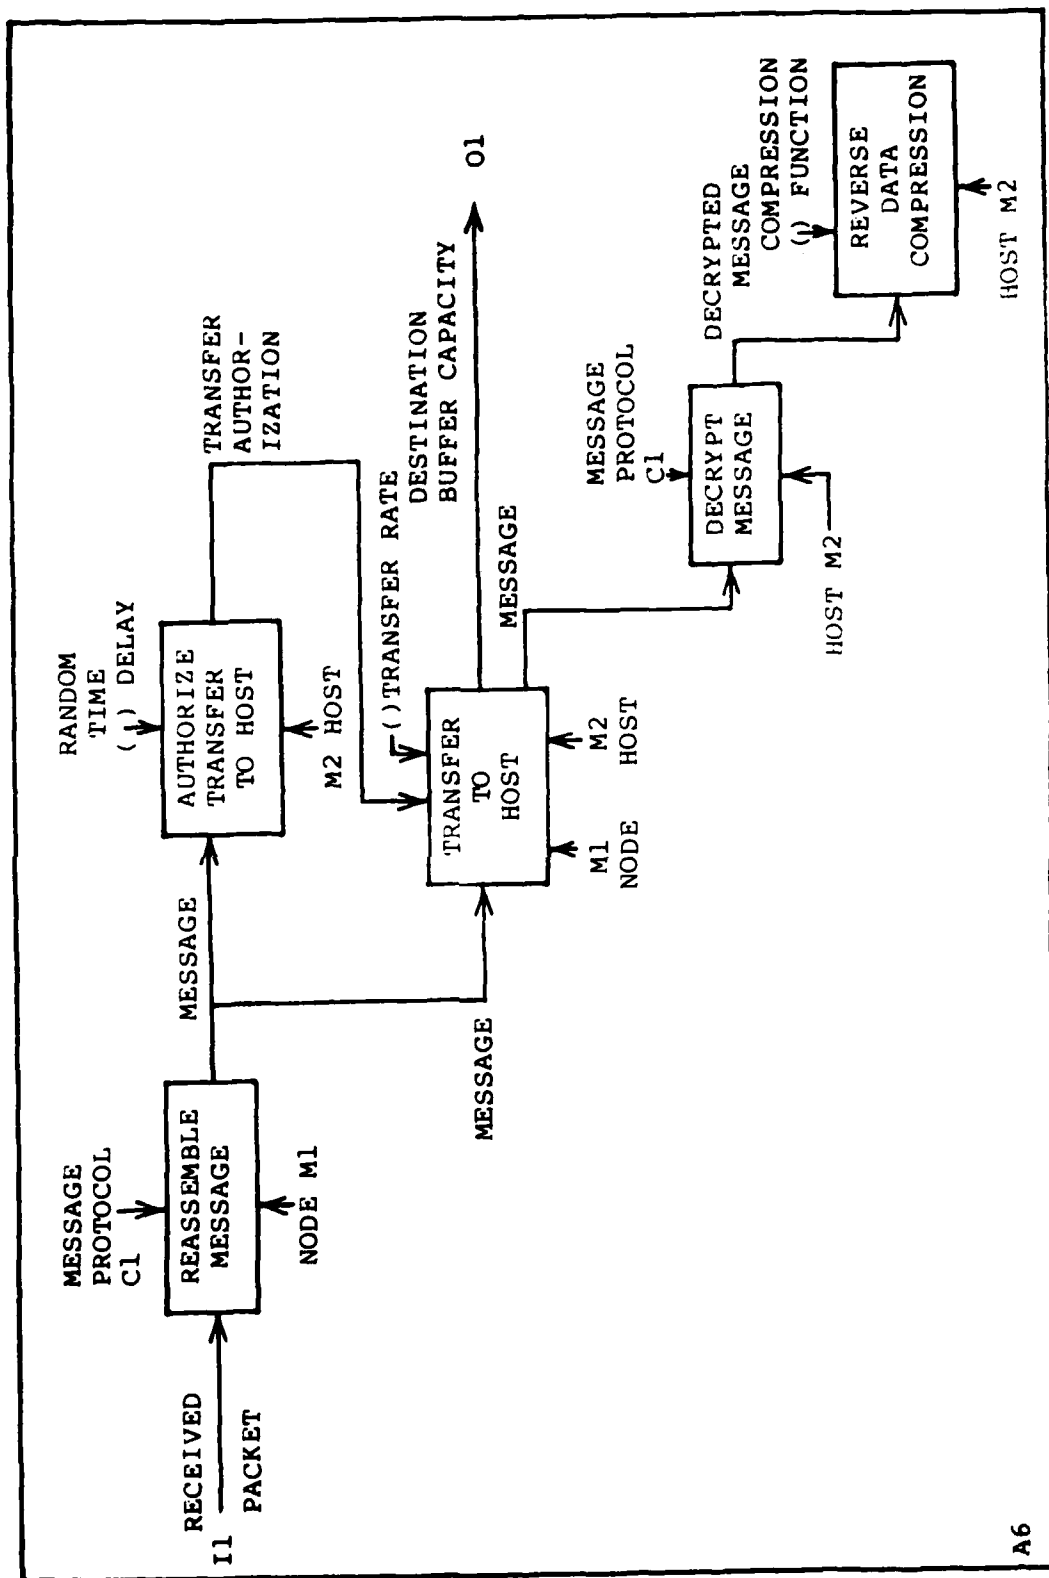 I1
RECEIVED
PACKET
MESSAGE
PROTOCOL
C1
REASSEMBLE
MESSAGE
NODE M1
MESSAGE
MESSAGE
RANDOM
TIME
() DELAY
AUTHORIZE
TRANSFER
TO HOST
M2 HOST
TRANSFER
AUTHOR-
IZATION
()TRANSFER RATE
TRANSFER
TO
HOST
M1
NODE
M2
HOST
DESTINATION
BUFFER CAPACITY
O1
MESSAGE
MESSAGE
PROTOCOL
C1
DECRYPT
MESSAGE
HOST M2
DECRYPTED
MESSAGE
COMPRESSION
() FUNCTION
REVERSE
DATA
COMPRESSION
HOST M2
A6